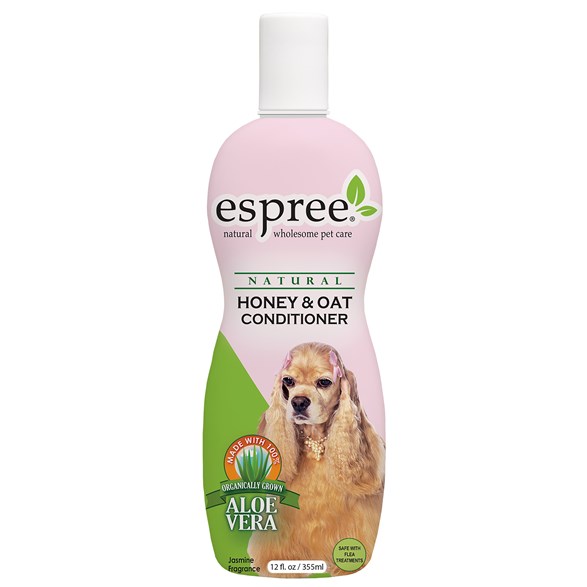 espree®
natural wholesome pet care
NATURAL
HONEY & OAT
CONDITIONER
MADE WITH 100%
ORGANICALLY GROWN
ALOE
VERA
Jasmine
Fragrance
12 fl. oz / 355ml
SAFE WITH
FLEA
TREATMENTS